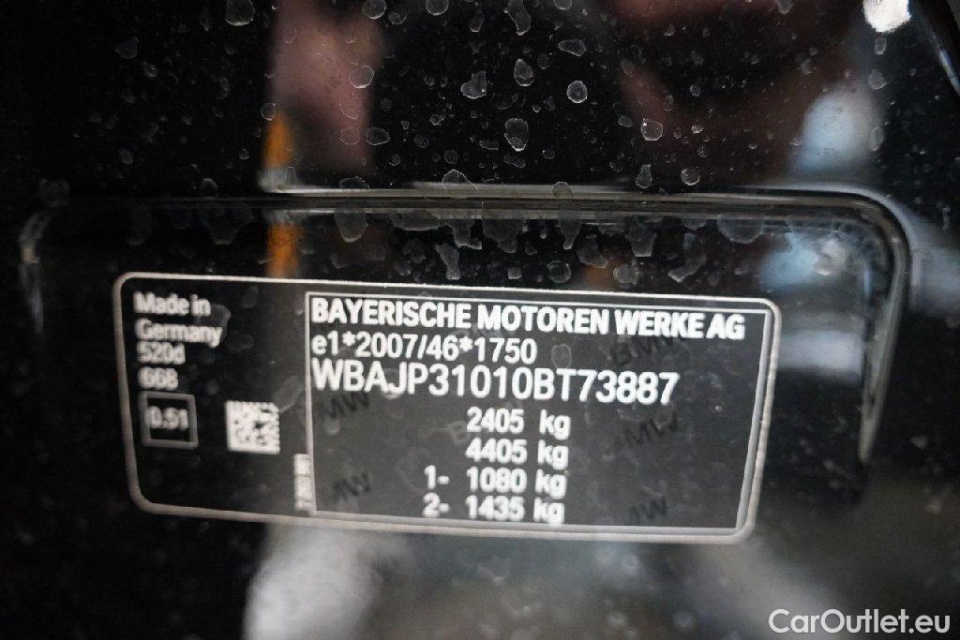 Made in
Germany
520d
668
0.51
BAYERISCHE MOTOREN WERKE AG
e1*2007/46*1750
WBAJP31010BT73887
2405 kg
4405 kg
1- 1080 kg
2- 1435 kg
CarOutlet.eu